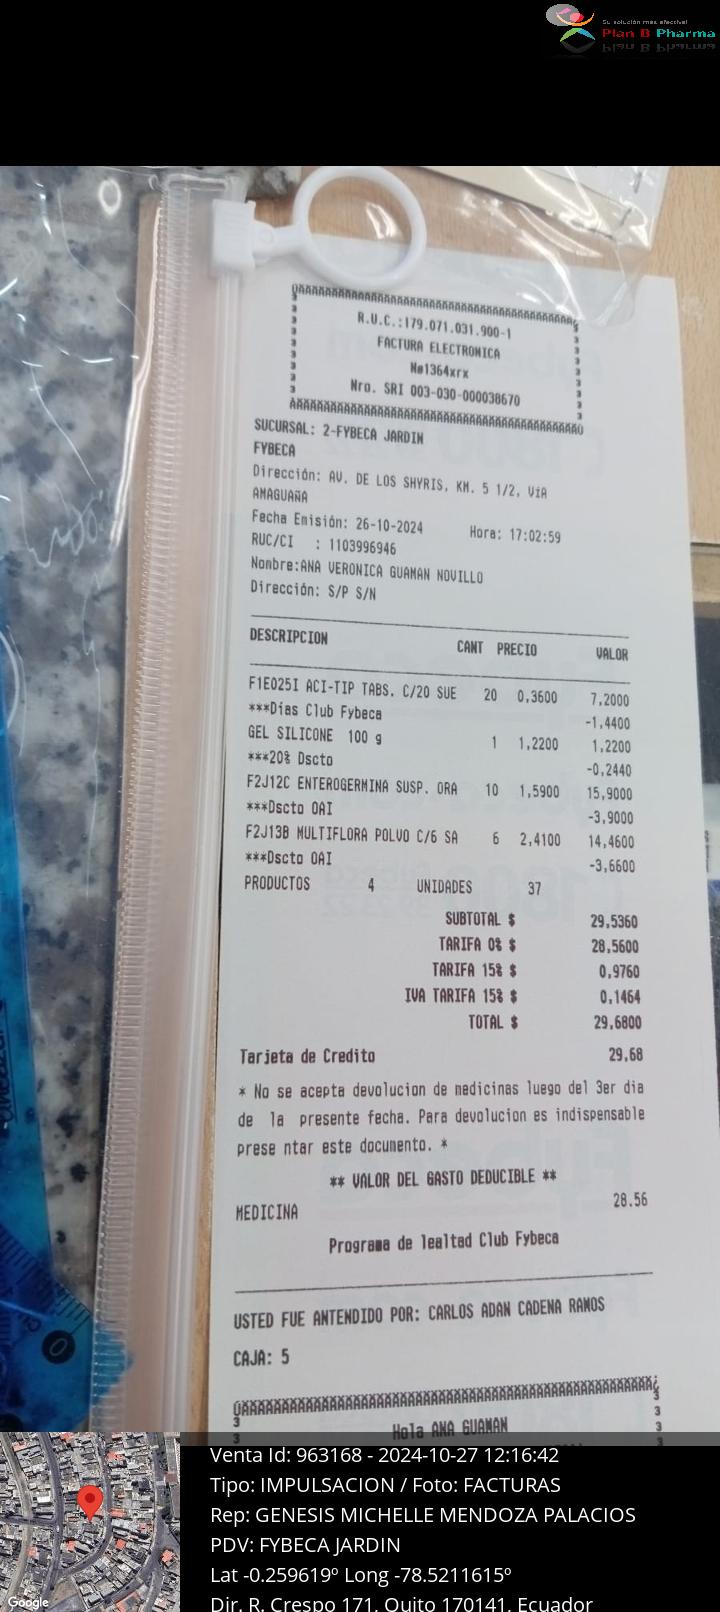 Su solución mas efectiva!
Plan B Pharma
R.U.C.:179.071.031.900-1
FACTURA ELECTRONICA
Nø1364xrx
Nro. SRI 003-030-000038670
SUCURSAL: 2-FYBECA JARDIN
FYBECA
Dirección: AV. DE LOS SHYRIS, KM. 5 1/2, VíA
AMAGUAñA
Fecha Emisión: 26-10-2024 Hora: 17:02:59
RUC/CI : 1103996946
Nombre:ANA VERONICA GUAMAN NOVILLO
Dirección: S/P S/N
DESCRIPCION CANT PRECIO VALOR
F1E025I ACI-TIP TABS. C/20 SUE 20 0,3600 7,2000
***Dias Club Fybeca -1,4400
GEL SILICONE 100 g 1 1,2200 1,2200
***20% Dscto -0,2440
F2J12C ENTEROGERMINA SUSP. ORA 10 1,5900 15,9000
***Dscto OAI -3,9000
F2J13B MULTIFLORA POLVO C/6 SA 6 2,4100 14,4600
***Dscto OAI -3,6600
PRODUCTOS 4 UNIDADES 37
SUBTOTAL $ 29,5360
TARIFA 0% $ 28,5600
TARIFA 15% $ 0,9760
IVA TARIFA 15% $ 0,1464
TOTAL $ 29,6800
Tarjeta de Credito 29,68
* No se acepta devolucion de medicinas luego del 3er dia
de la presente fecha. Para devolucion es indispensable
prese ntar este documento. *
** VALOR DEL GASTO DEDUCIBLE **
MEDICINA 28.56
Programa de lealtad Club Fybeca
USTED FUE ANTENDIDO POR: CARLOS ADAN CADENA RAMOS
CAJA: 5
Hola ANA GUAMAN
Venta Id: 963168 - 2024-10-27 12:16:42
Tipo: IMPULSACION / Foto: FACTURAS
Rep: GENESIS MICHELLE MENDOZA PALACIOS
PDV: FYBECA JARDIN
Lat -0.259619º Long -78.5211615º
Dir. R. Crespo 171, Quito 170141, Ecuador
Google